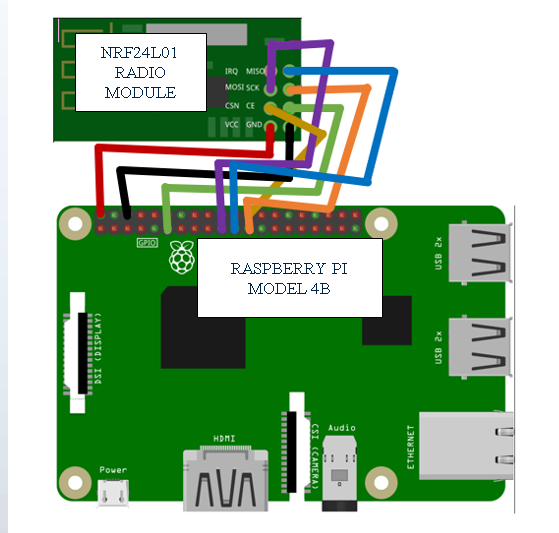 NRF24L01
RADIO
MODULE
IRQ MISO
MOSI SCK
CSN CE
VCC GND
GPIO
RASPBERRY PI
MODEL 4B
USB 2x
DSI (DISPLAY)
USB 2x
CSI (CAMERA)
Audio
ETHERNET
HDMI
Power